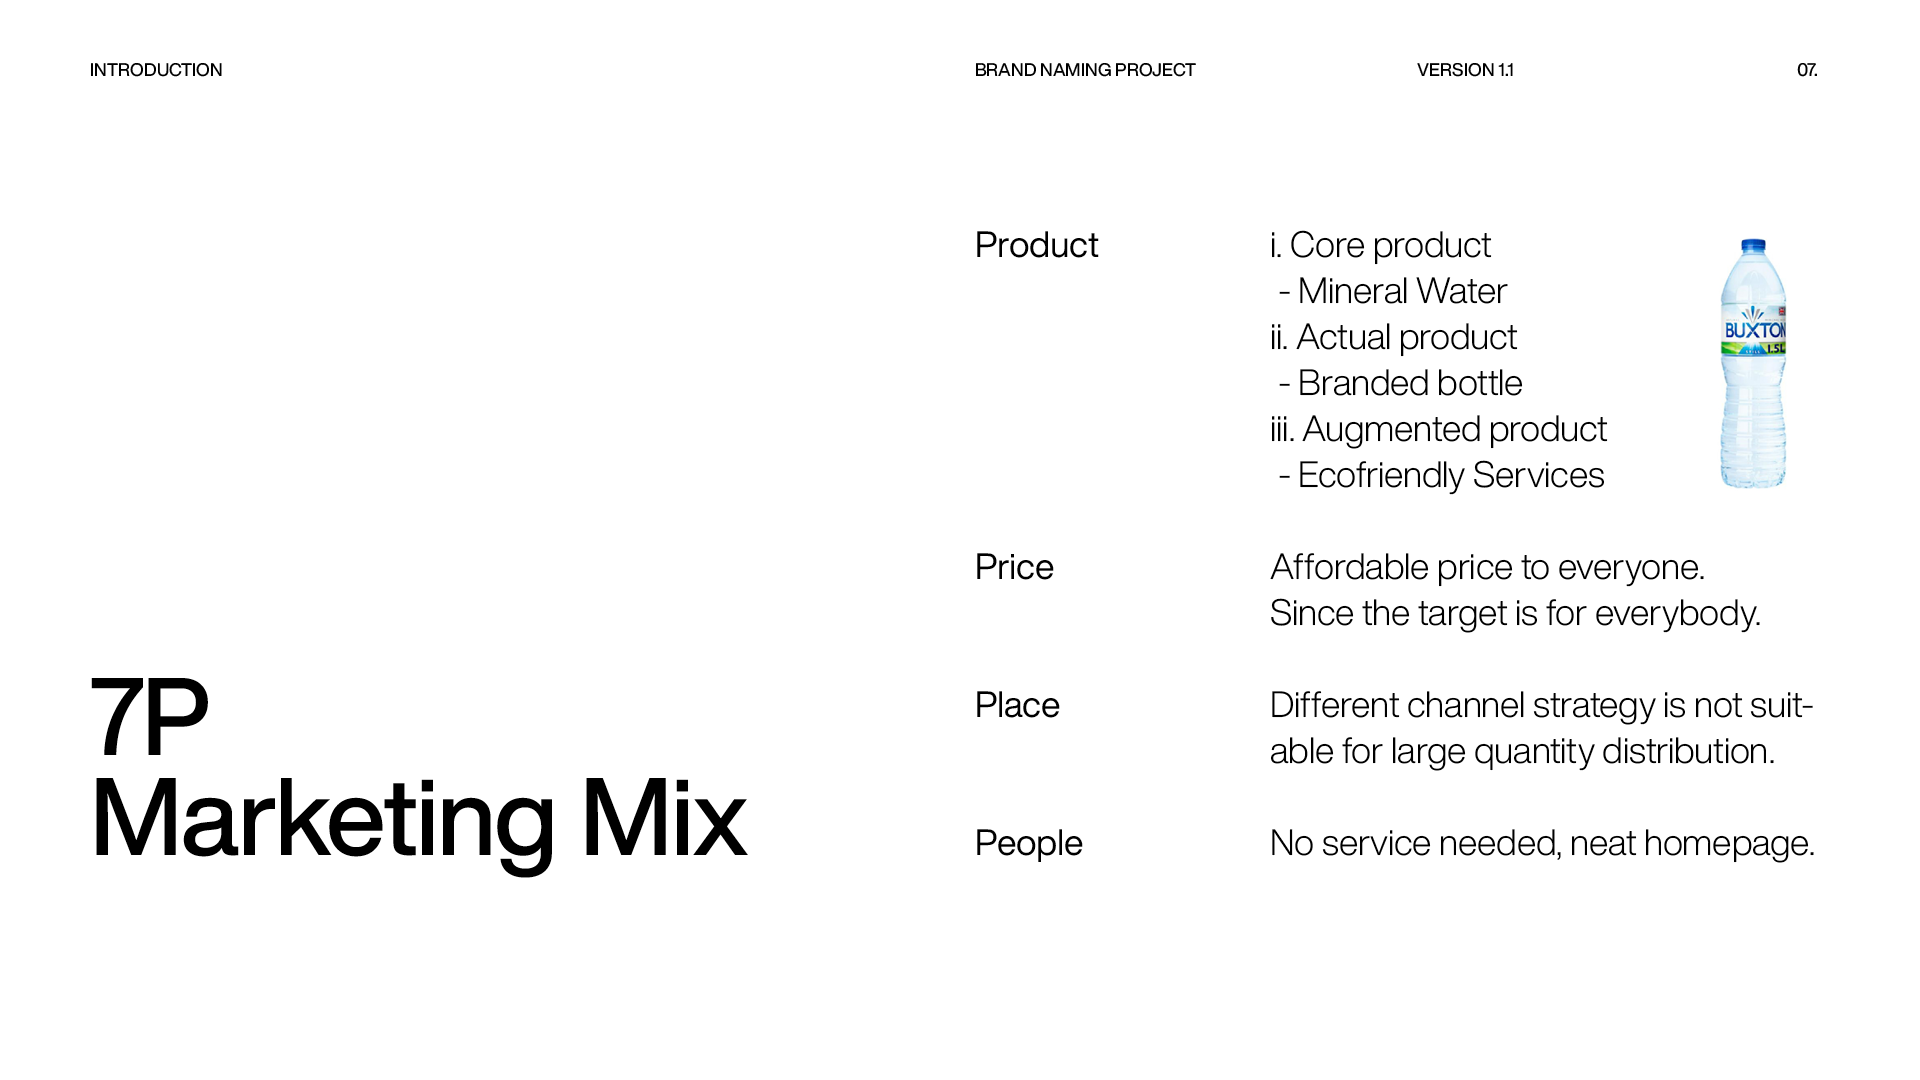 INTRODUCTION
BRAND NAMING PROJECT
VERSION 1.1
07.
7P
Marketing Mix
Product
i. Core product
- Mineral Water
ii. Actual product
- Branded bottle
iii. Augmented product
- Ecofriendly Services
BUXTON
1.5L
Price
Affordable price to everyone.
Since the target is for everybody.
Place
Different channel strategy is not suit-
able for large quantity distribution.
People
No service needed, neat homepage.